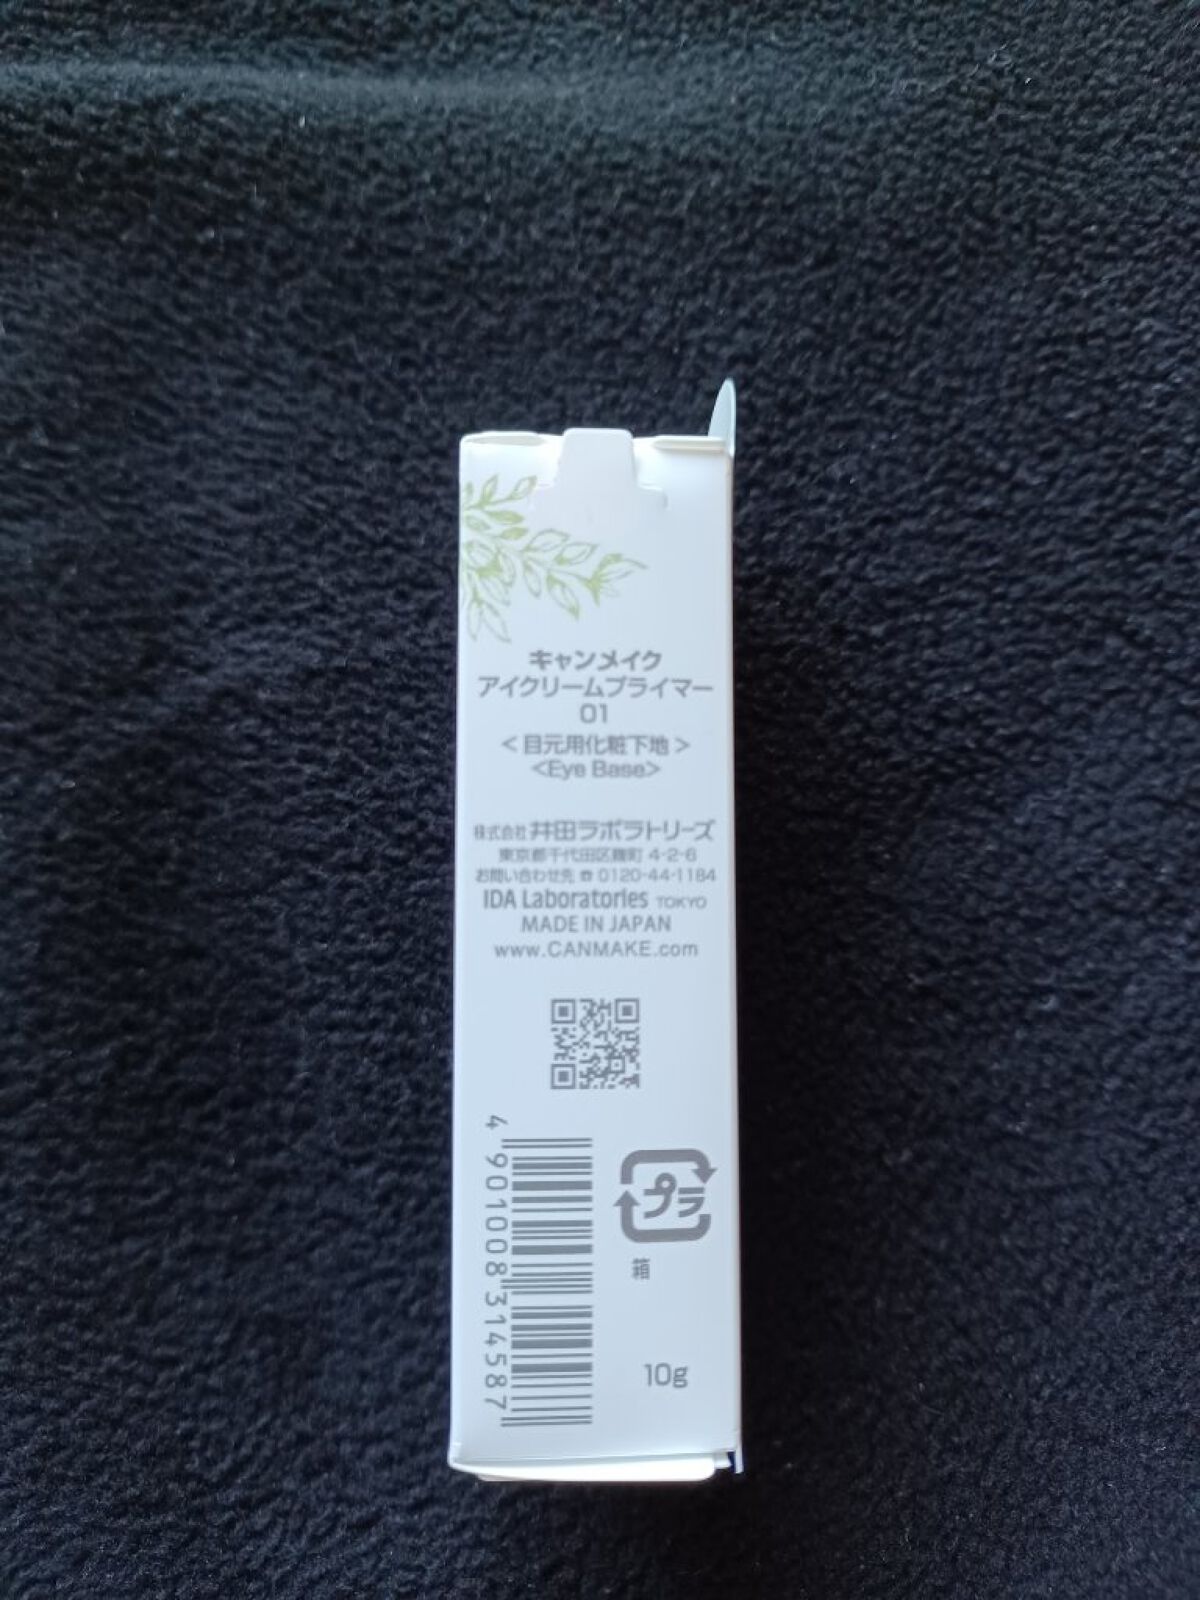 キャンメイク
アイクリームプライマー
01
<目元用化粧下地>
<Eye Base>
株式会社 井田ラボラトリーズ
東京都千代田区麹町 4-2-6
お問い合わせ先 ☎ 0120-44-1184
IDA Laboratories TOKYO
MADE IN JAPAN
www.CANMAKE.com
4 901008 314587
プラ
箱
10g